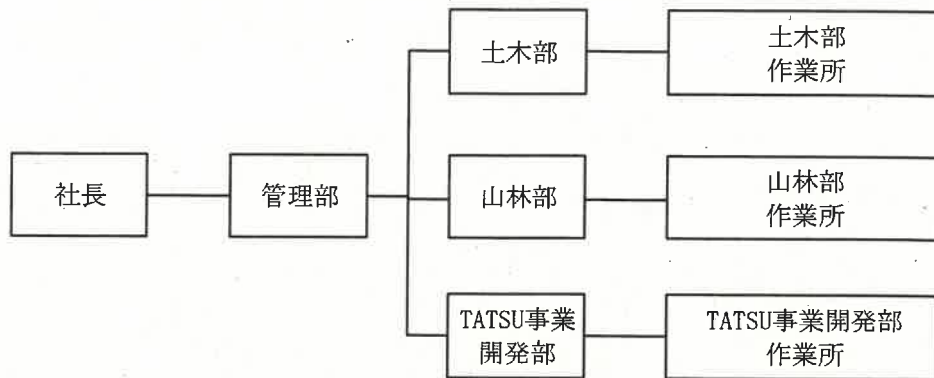 社長
管理部
土木部
土木部
作業所
山林部
山林部
作業所
TATSU事業
開発部
TATSU事業開発部
作業所